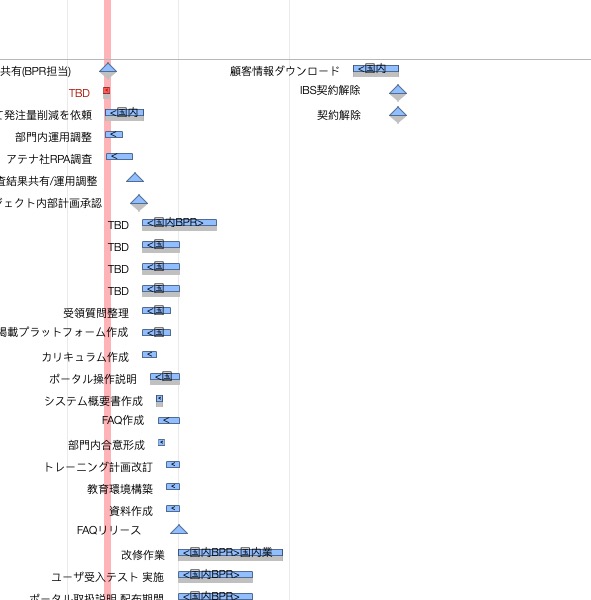 共有(BPR担当)
顧客情報ダウンロード <国内
TBD
IBS契約解除
て発注量削減を依頼 <国内
契約解除
部門内運用調整 <
アテナ社RPA調査 <
査結果共有/運用調整
ジェクト内部計画承認
TBD <国内BPR>
TBD <国
TBD <国
TBD <国
受領質問整理 <国
掲載プラットフォーム作成 <国
カリキュラム作成 <
ポータル操作説明 <国
システム概要書作成 <
FAQ作成 <
部門内合意形成 <
トレーニング計画改訂 <
教育環境構築 <
資料作成 <
FAQリリース
改修作業 <国内BPR>国内業
ユーザ受入テスト 実施 <国内BPR>
ポータル取扱説明 配布期間 <国内BPR>